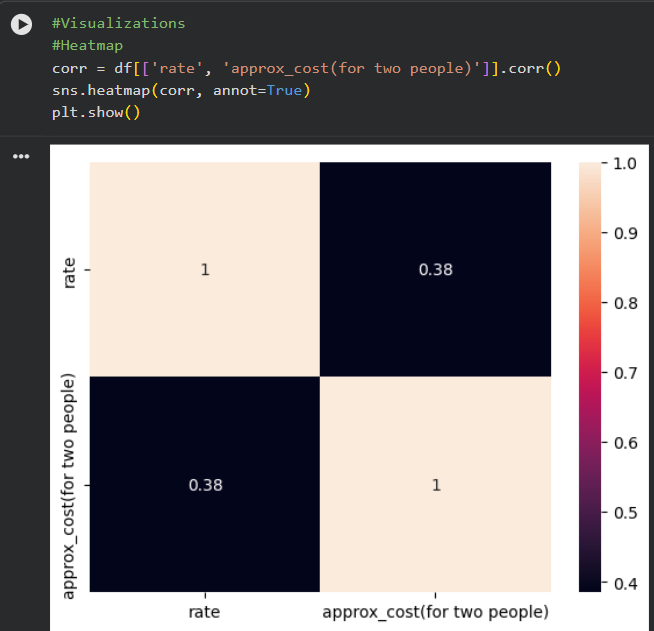 #Visualizations
#Heatmap
corr = df[['rate', 'approx_cost(for two people)']].corr()
sns.heatmap(corr, annot=True)
plt.show()
1.0
0.9
0.8
0.7
0.6
0.5
0.4
rate
approx_cost(for two people)
1
0.38
0.38
1
rate
approx_cost(for two people)